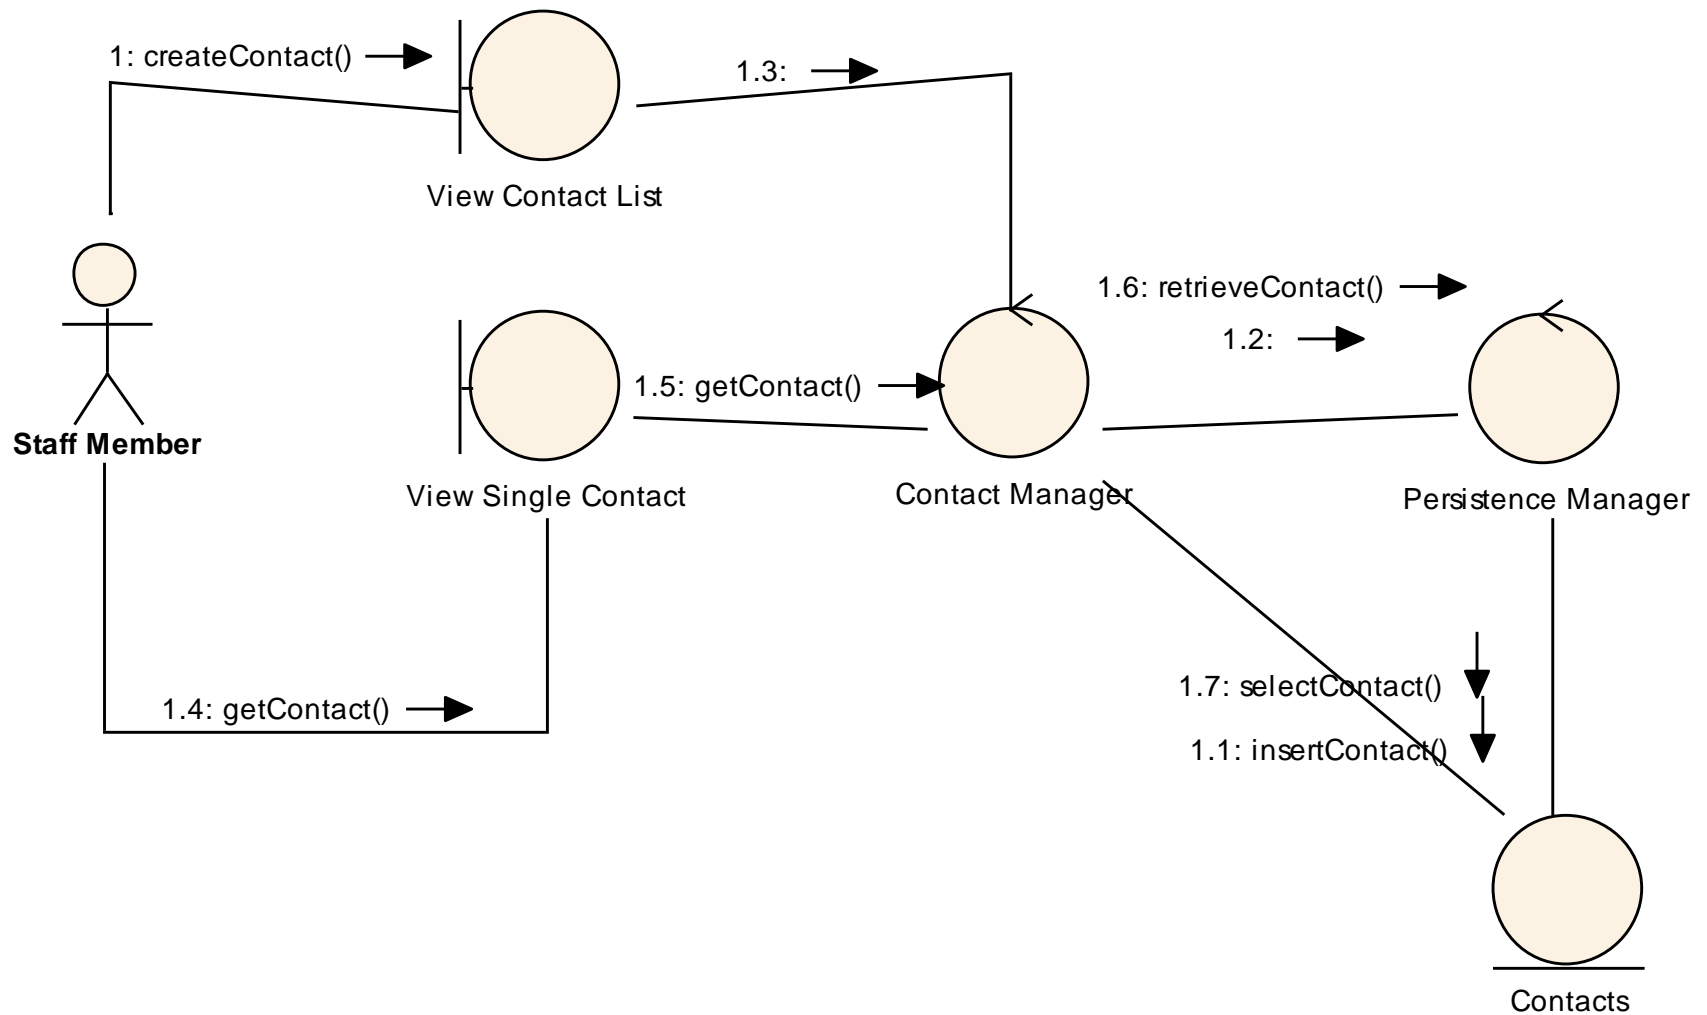 1: createContact()
1.3:
View Contact List
1.6: retrieveContact()
1.2:
1.5: getContact()
Staff Member
View Single Contact
Contact Manager
Persistence Manager
1.7: selectContact()
1.4: getContact()
1.1: insertContact()
Contacts